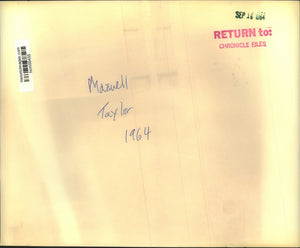 SEP 16 1964
RETURN to:
CHRONICLE FILES
Maxwell
Taylor
1964